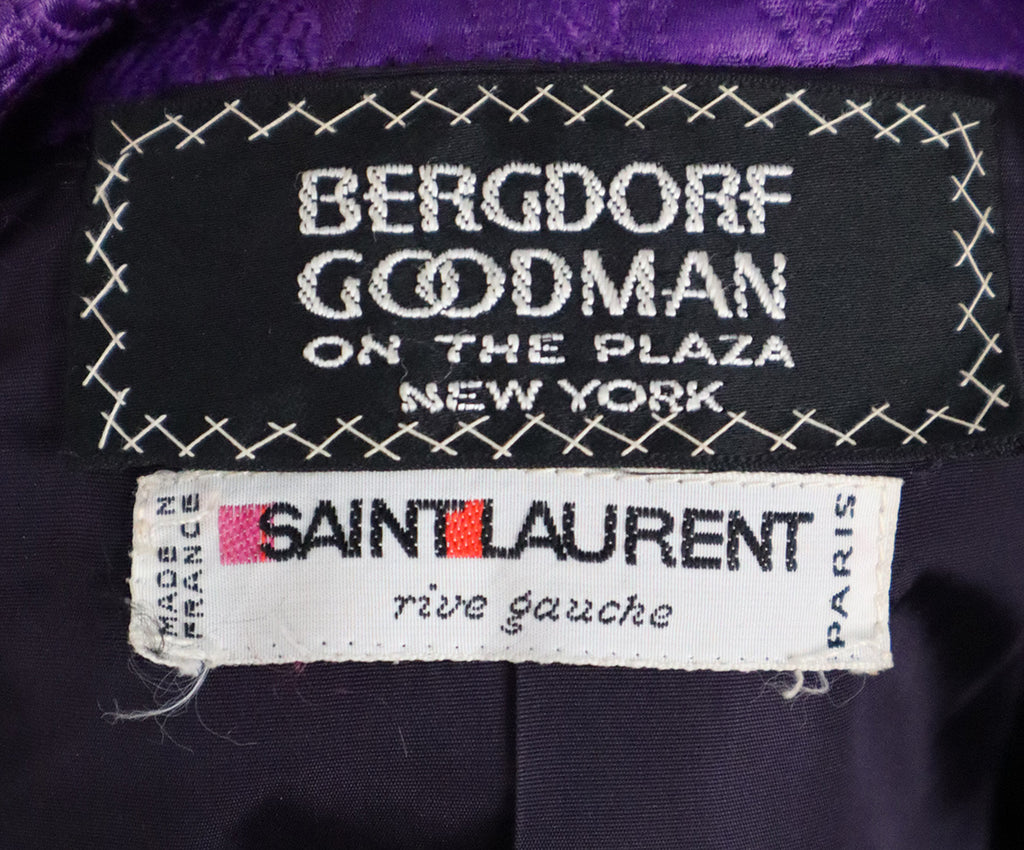 BERGDORF
GOODMAN
ON THE PLAZA
NEW YORK
MADE IN
FRANCE
SAINT LAURENT
rive gauche
PARIS